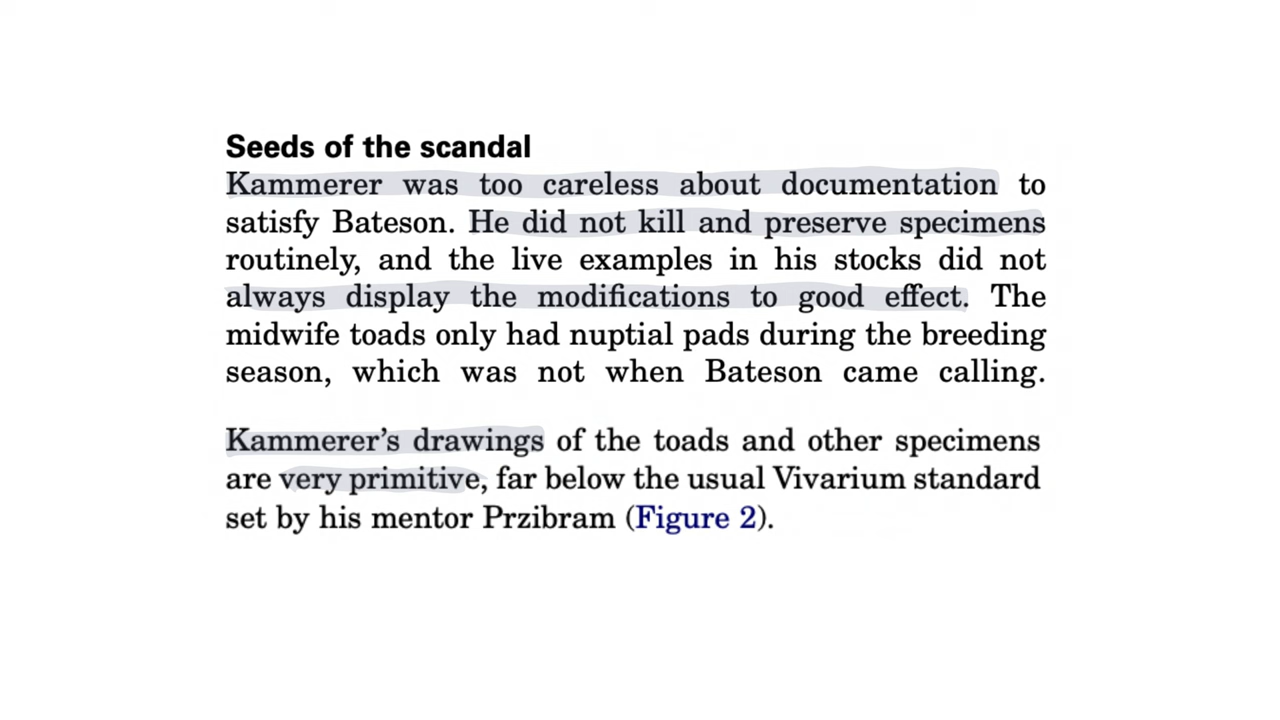 Seeds of the scandal
Kammerer was too careless about documentation to
satisfy Bateson. He did not kill and preserve specimens
routinely, and the live examples in his stocks did not
always display the modifications to good effect. The
midwife toads only had nuptial pads during the breeding
season, which was not when Bateson came calling.
Kammerer’s drawings of the toads and other specimens
are very primitive, far below the usual Vivarium standard
set by his mentor Przibram (Figure 2).